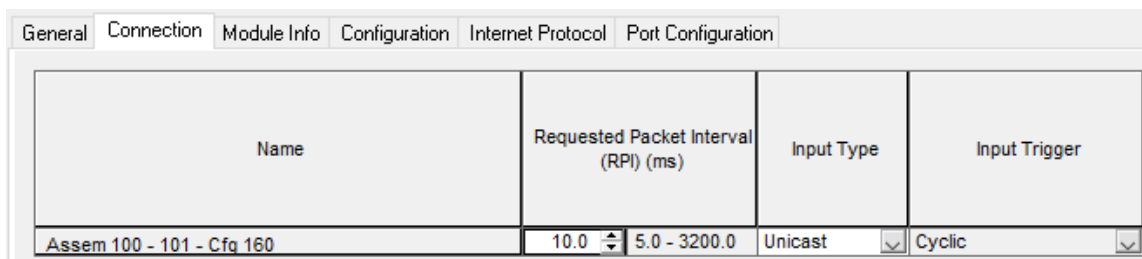 General Connection Module Info Configuration Internet Protocol Port Configuration
Name Requested Packet Interval (RPI) (ms) Input Type Input Trigger
Assem 100 - 101 - Cfg 160 10.0 5.0 - 3200.0 Unicast Cyclic